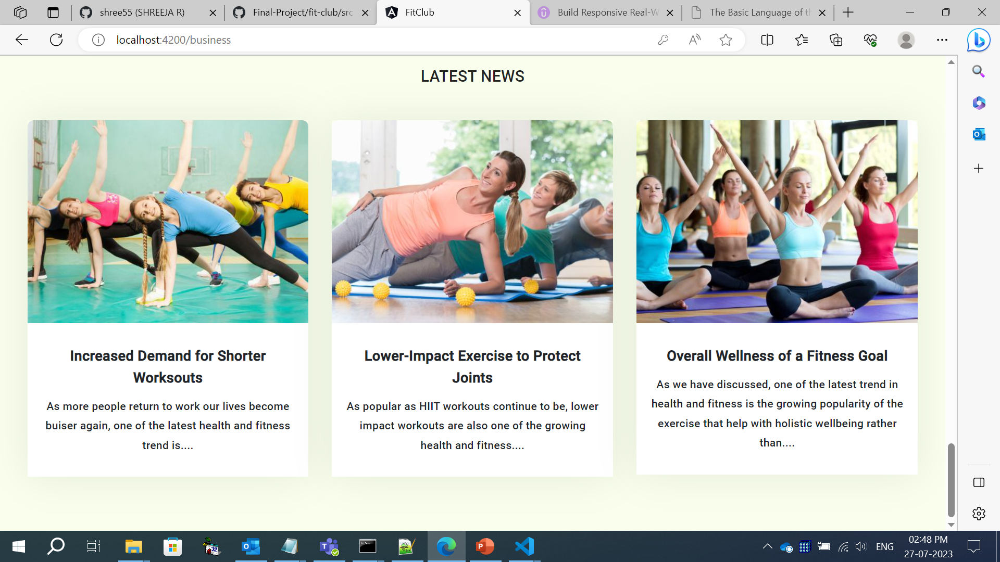 shree55 (SHREEJA R)
Final-Project/fit-club/src
FitClub
Build Responsive Real-W
The Basic Language of th
localhost:4200/business
LATEST NEWS
Increased Demand for Shorter
Worksouts
As more people return to work our lives become
buiser again, one of the latest health and fitness
trend is....
Lower-Impact Exercise to Protect
Joints
As popular as HIIT workouts continue to be, lower
impact workouts are also one of the growing
health and fitness....
Overall Wellness of a Fitness Goal
As we have discussed, one of the latest trend in
health and fitness is the growing popularity of the
exercise that help with holistic wellbeing rather
than....
ENG
02:48 PM
27-07-2023